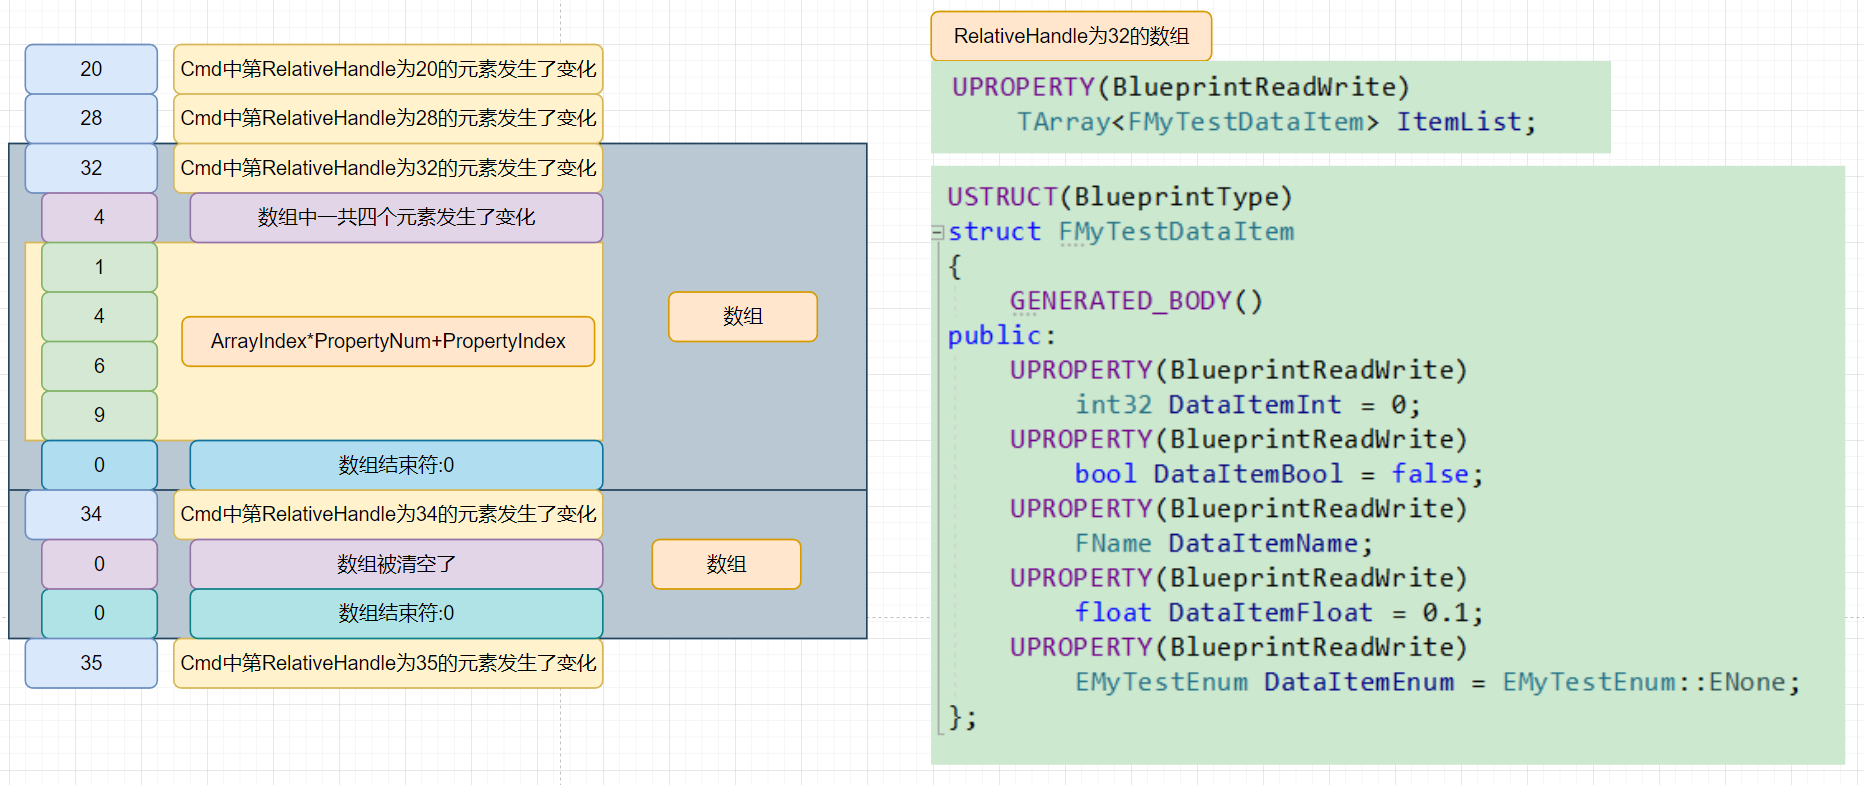 20 Cmd中第RelativeHandle为20的元素发生了变化
28 Cmd中第RelativeHandle为28的元素发生了变化
32 Cmd中第RelativeHandle为32的元素发生了变化
4 数组中一共四个元素发生了变化
1
4
6
9
ArrayIndex*PropertyNum+PropertyIndex
数组
0 数组结束符:0
34 Cmd中第RelativeHandle为34的元素发生了变化
0 数组被清空了
数组
0 数组结束符:0
35 Cmd中第RelativeHandle为35的元素发生了变化
RelativeHandle为32的数组
UPROPERTY(BlueprintReadWrite)
TArray<FMyTestDataItem> ItemList;
USTRUCT(BlueprintType)
struct FMyTestDataItem
{
GENERATED_BODY()
public:
UPROPERTY(BlueprintReadWrite)
int32 DataItemInt = 0;
UPROPERTY(BlueprintReadWrite)
bool DataItemBool = false;
UPROPERTY(BlueprintReadWrite)
FName DataItemName;
UPROPERTY(BlueprintReadWrite)
float DataItemFloat = 0.1;
UPROPERTY(BlueprintReadWrite)
EMyTestEnum DataItemEnum = EMyTestEnum::ENone;
};